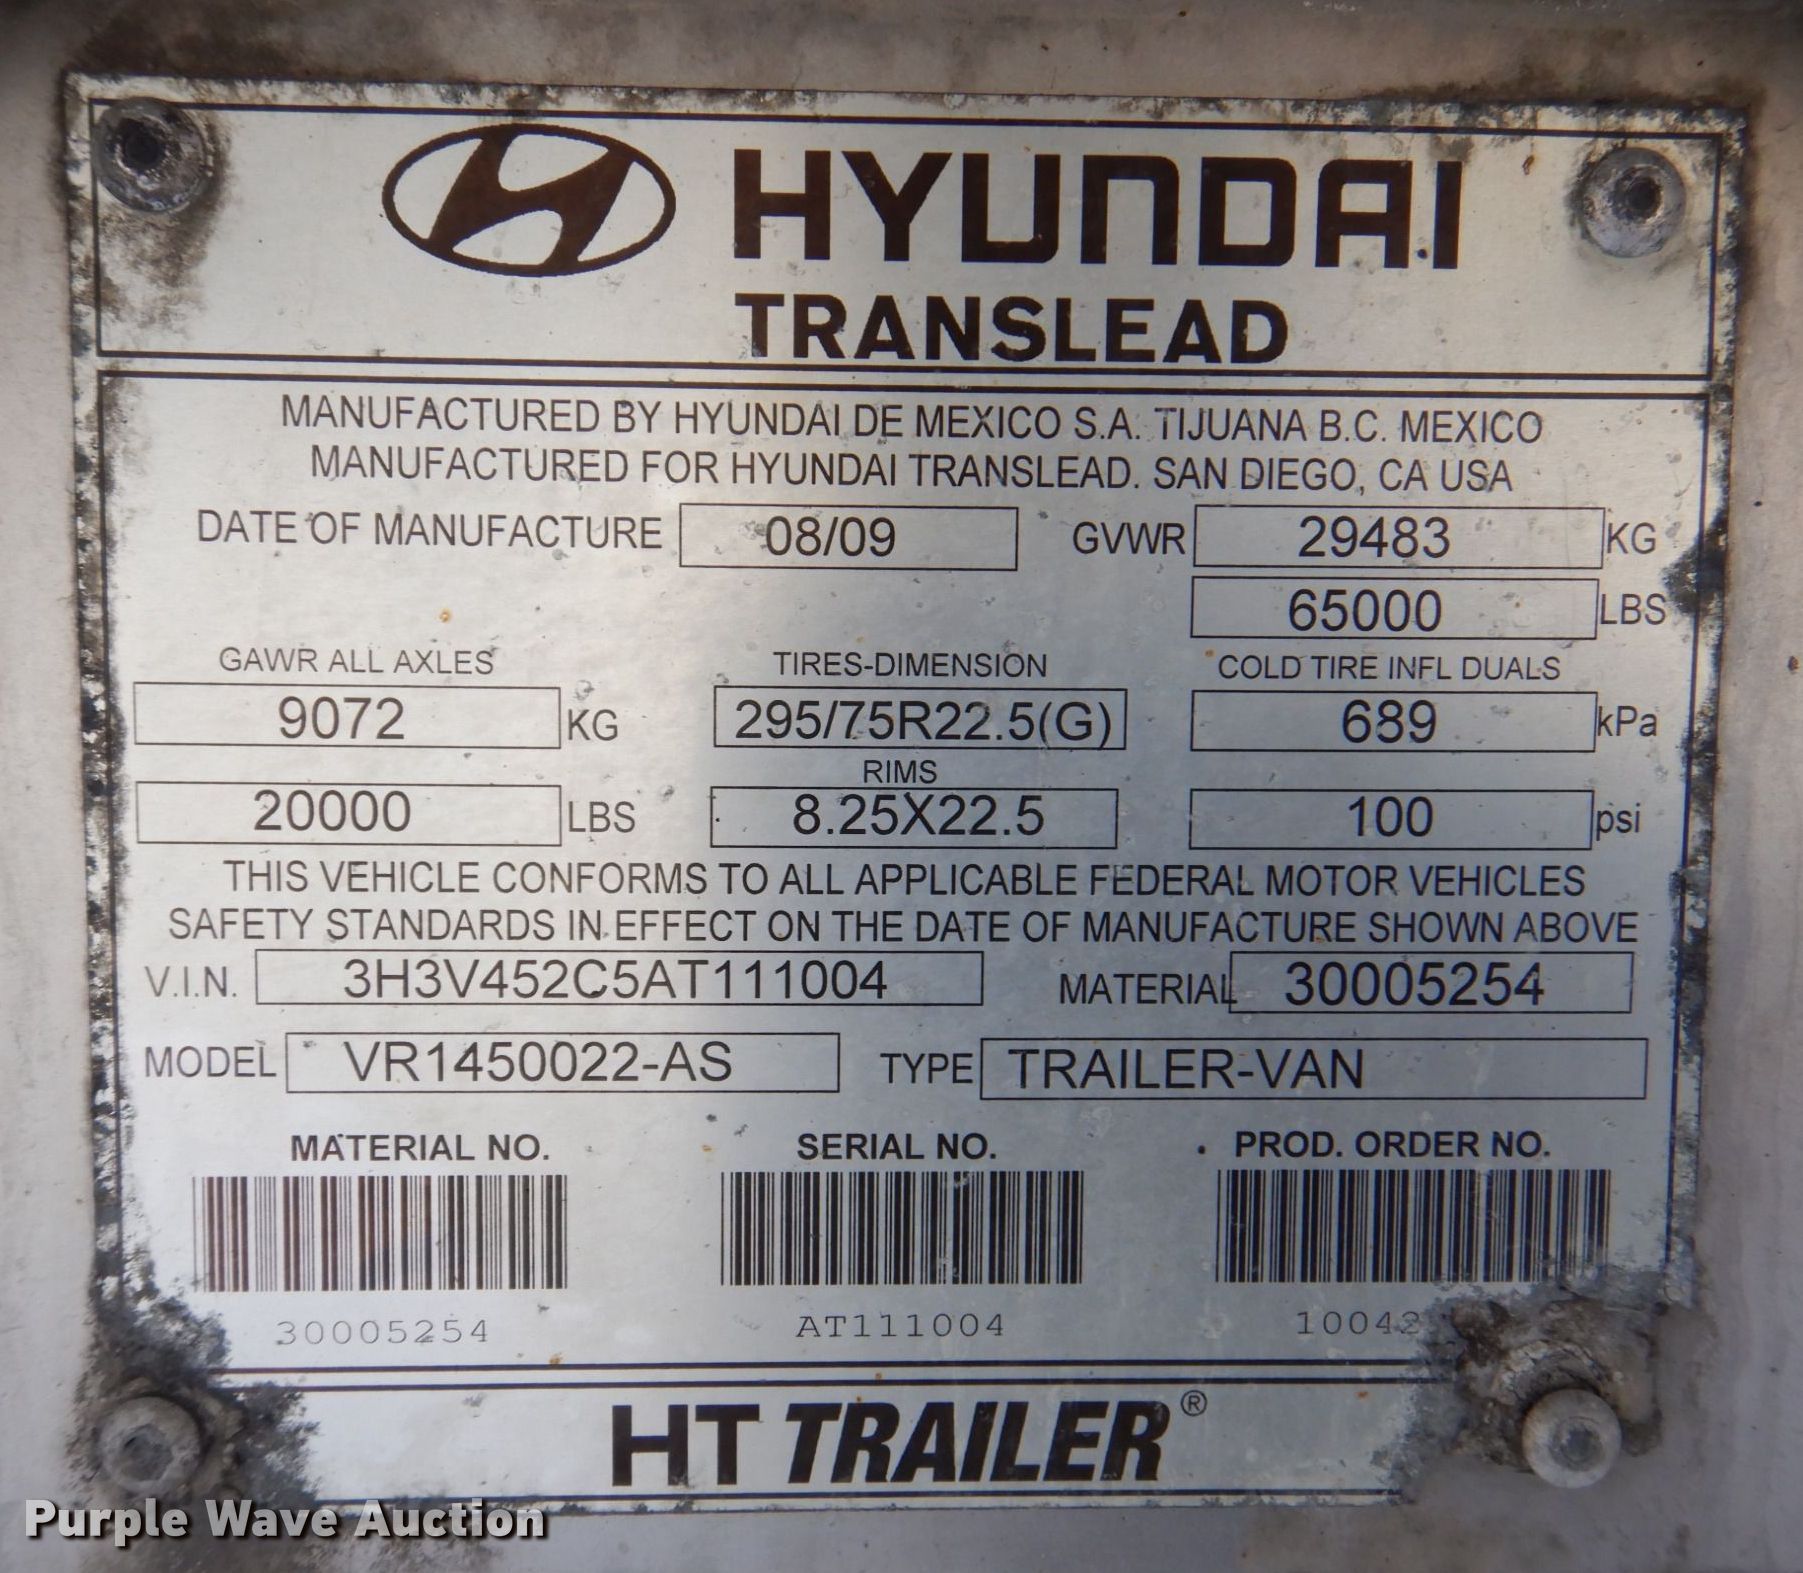 HYUNDAI
TRANSLEAD
MANUFACTURED BY HYUNDAI DE MEXICO S.A. TIJUANA B.C. MEXICO
MANUFACTURED FOR HYUNDAI TRANSLEAD. SAN DIEGO, CA USA
DATE OF MANUFACTURE 08/09 GVWR 29483 KG
65000 LBS
GAWR ALL AXLES TIRES-DIMENSION COLD TIRE INFL DUALS
9072 KG 295/75R22.5(G) 689 kPa
RIMS
20000 LBS 8.25X22.5 100 psi
THIS VEHICLE CONFORMS TO ALL APPLICABLE FEDERAL MOTOR VEHICLES
SAFETY STANDARDS IN EFFECT ON THE DATE OF MANUFACTURE SHOWN ABOVE
V.I.N. 3H3V452C5AT111004 MATERIAL 30005254
MODEL VR1450022-AS TYPE TRAILER-VAN
MATERIAL NO. SERIAL NO. PROD. ORDER NO.
30005254 AT111004
HT TRAILER®
Purple Wave Auction